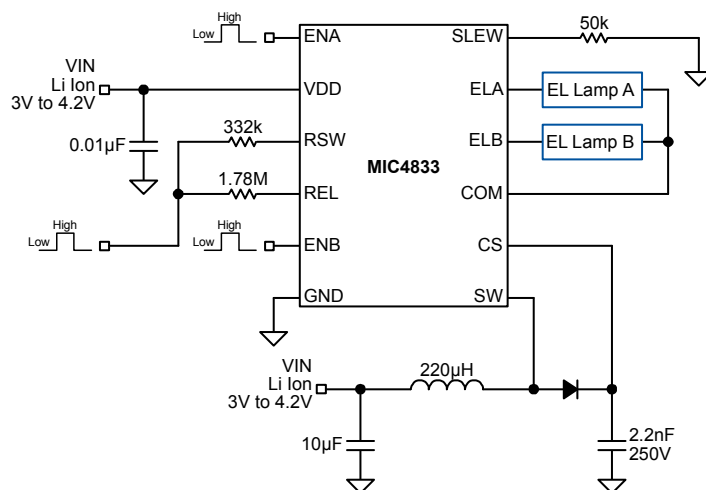 High
Low
ENA
SLEW
50k
VIN
Li Ion
3V to 4.2V
VDD
ELA
EL Lamp A
0.01µF
332k
RSW
ELB
EL Lamp B
MIC4833
1.78M
REL
COM
High
Low
High
Low
ENB
CS
GND
SW
VIN
Li Ion
3V to 4.2V
220µH
10µF
2.2nF
250V